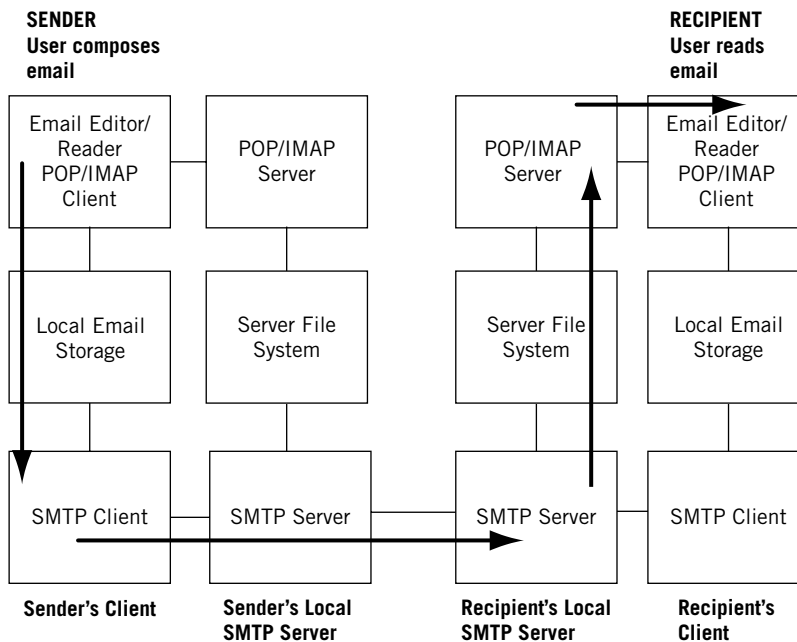 SENDER
User composes
email
RECIPIENT
User reads
email
Email Editor/
Reader
POP/IMAP
Client
POP/IMAP
Server
POP/IMAP
Server
Email Editor/
Reader
POP/IMAP
Client
Local Email
Storage
Server File
System
Server File
System
Local Email
Storage
SMTP Client
SMTP Server
SMTP Server
SMTP Client
Sender's Client
Sender's Local
SMTP Server
Recipient's Local
SMTP Server
Recipient's
Client